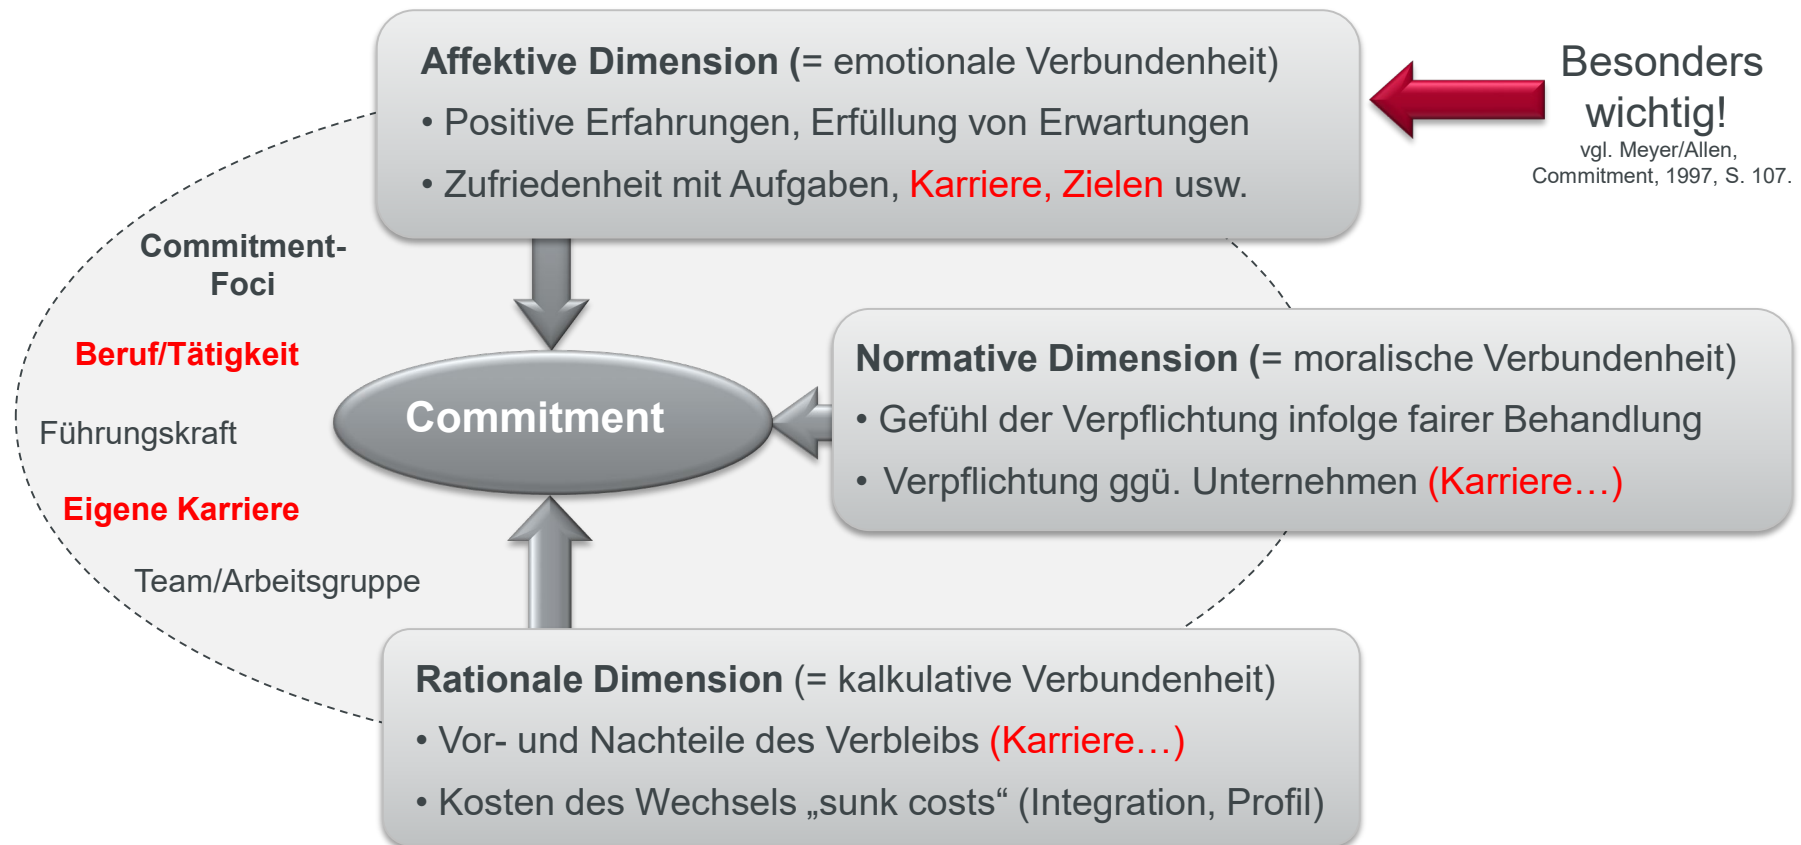 Affektive Dimension (= emotionale Verbundenheit)
• Positive Erfahrungen, Erfüllung von Erwartungen
• Zufriedenheit mit Aufgaben, Karriere, Zielen usw.
Besonders
wichtig!
vgl. Meyer/Allen,
Commitment, 1997, S. 107.
Commitment-
Foci
Beruf/Tätigkeit
Führungskraft
Eigene Karriere
Team/Arbeitsgruppe
Commitment
Normative Dimension (= moralische Verbundenheit)
• Gefühl der Verpflichtung infolge fairer Behandlung
• Verpflichtung ggü. Unternehmen (Karriere…)
Rationale Dimension (= kalkulative Verbundenheit)
• Vor- und Nachteile des Verbleibs (Karriere…)
• Kosten des Wechsels „sunk costs“ (Integration, Profil)